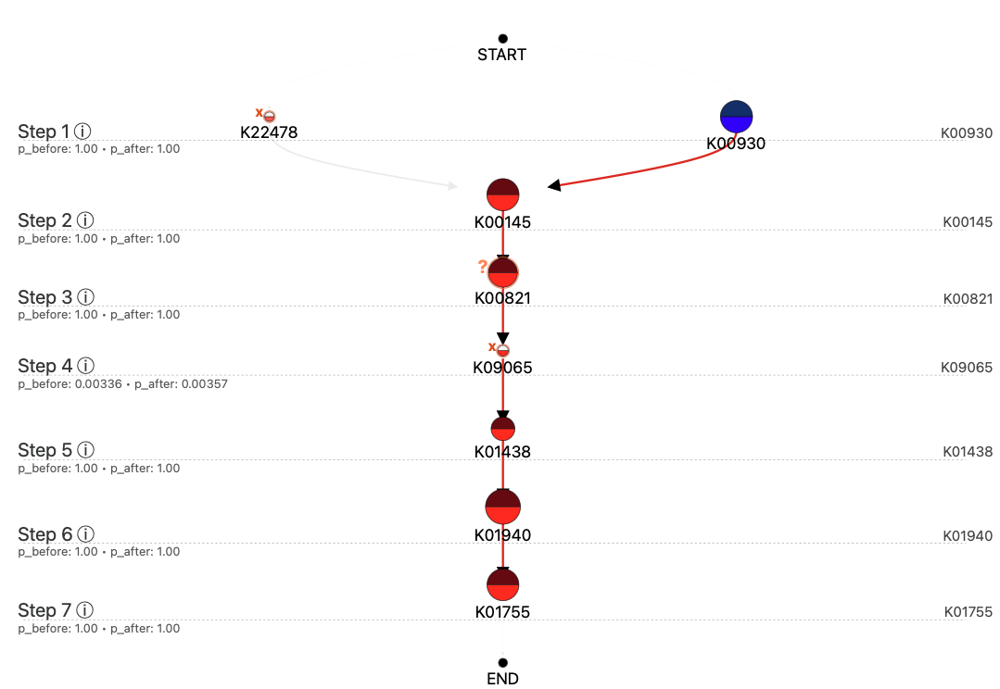 START
x
K22478
K00930
Step 1 ⓘ
K00930
p_before: 1.00 • p_after: 1.00
K00145
Step 2 ⓘ
K00145
p_before: 1.00 • p_after: 1.00
?
K00821
Step 3 ⓘ
K00821
p_before: 1.00 • p_after: 1.00
x
K09065
Step 4 ⓘ
K09065
p_before: 0.00336 • p_after: 0.00357
K01438
Step 5 ⓘ
K01438
p_before: 1.00 • p_after: 1.00
K01940
Step 6 ⓘ
K01940
p_before: 1.00 • p_after: 1.00
K01755
Step 7 ⓘ
K01755
p_before: 1.00 • p_after: 1.00
END